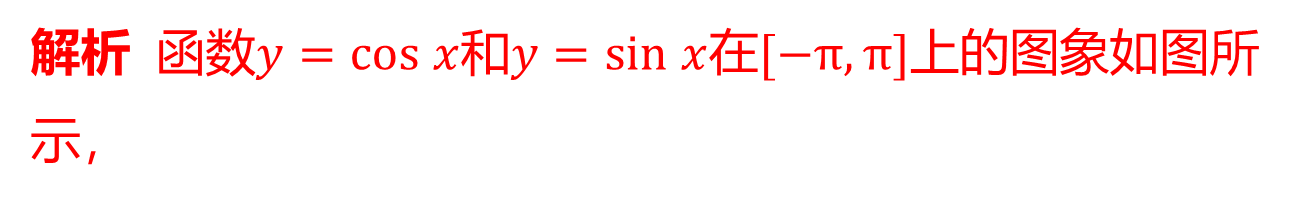 解析 函数y = cos x和y = sin x在[−π, π]上的图象如图所
示，